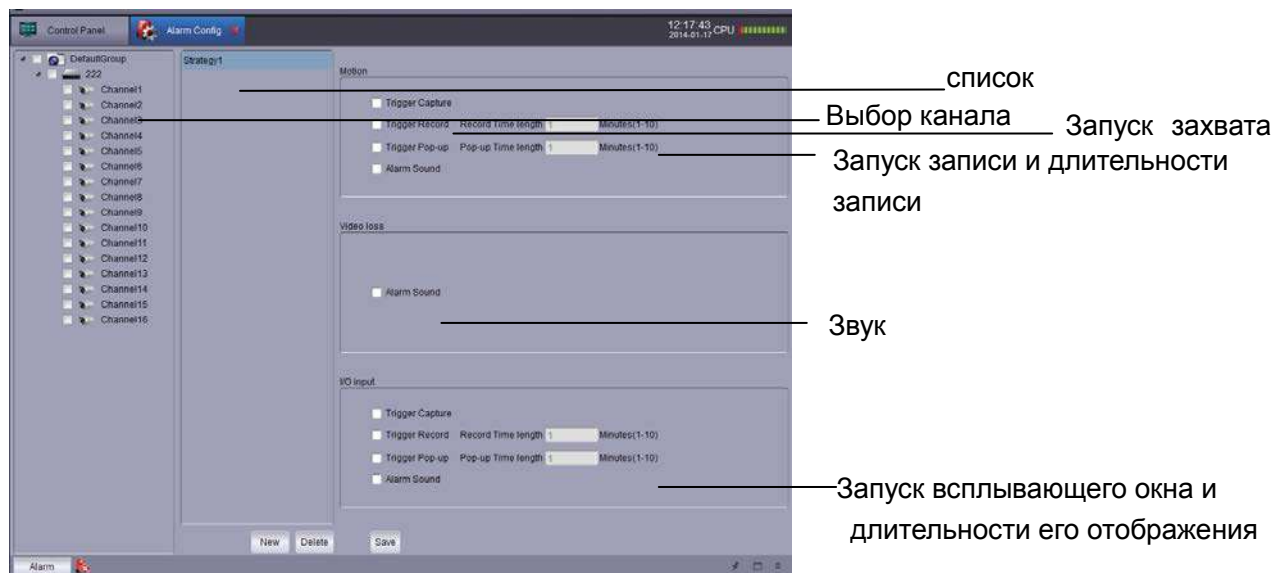 Control Panel
Alarm Config
12:17:43
2014-01-17
CPU
DefaultGroup
222
Channel1
Channel2
Channel3
Channel4
Channel5
Channel6
Channel7
Channel8
Channel9
Channel10
Channel11
Channel12
Channel13
Channel14
Channel15
Channel16
Strategy1
Motion
Trigger Capture
Trigger Record Record Time length 1 Minutes(1-10)
Trigger Pop-up Pop-up Time length 1 Minutes(1-10)
Alarm Sound
Video loss
Alarm Sound
I/O input
Trigger Capture
Trigger Record Record Time length 1 Minutes(1-10)
Trigger Pop-up Pop-up Time length 1 Minutes(1-10)
Alarm Sound
New
Delete
Save
Alarm
список
Выбор канала
Запуск захвата
Запуск записи и длительности
записи
Звук
Запуск всплывающего окна и
длительности его отображения